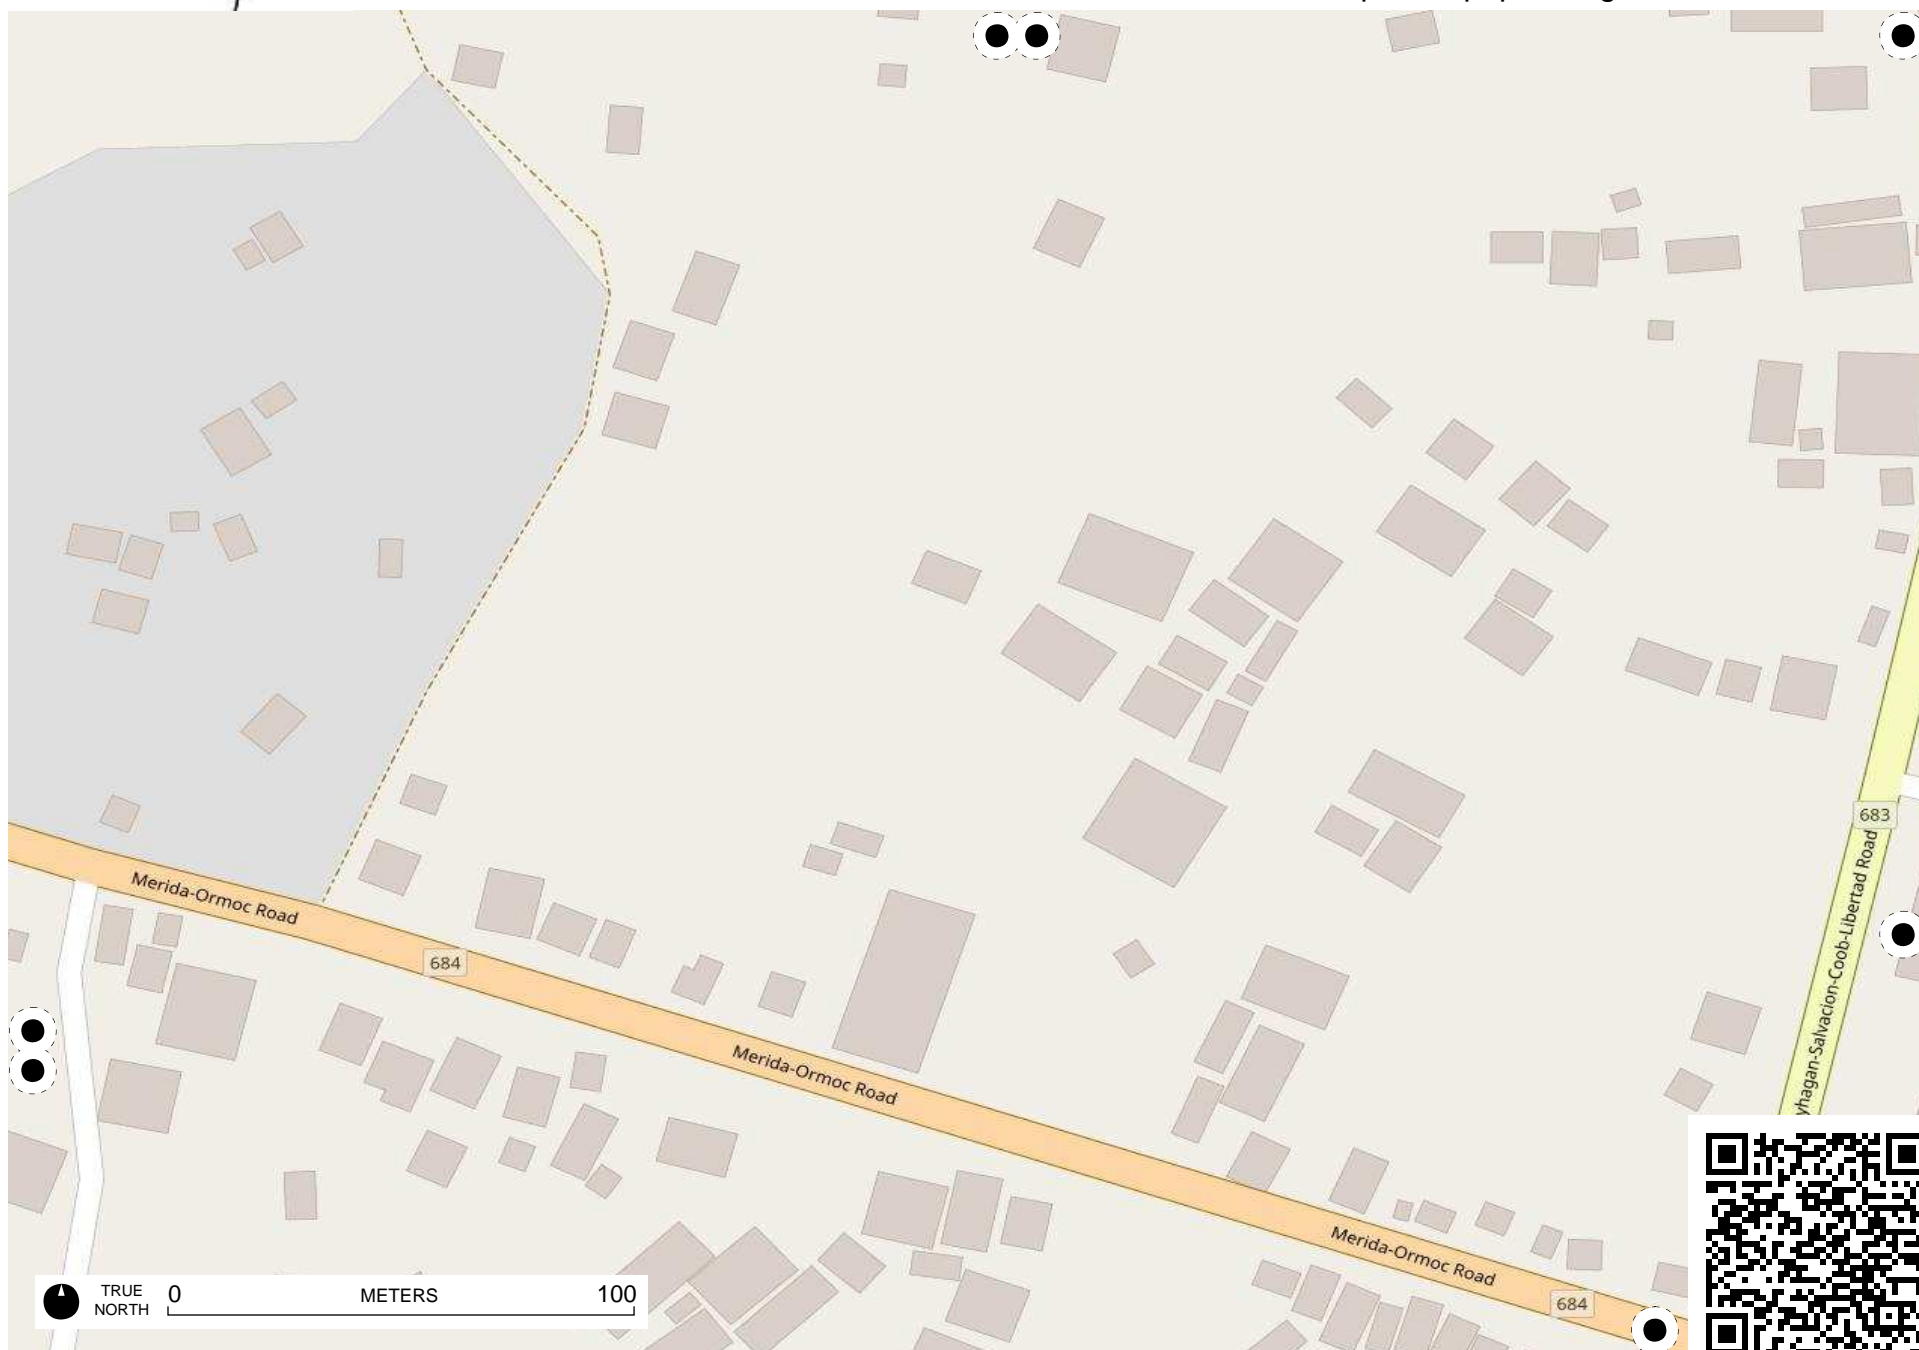 683
Merida-Ormoc Road
684
yhagan-Salvacion-Coob-Libertad Road
Merida-Ormoc Road
Merida-Ormoc Road
684
TRUE NORTH
0 METERS 100